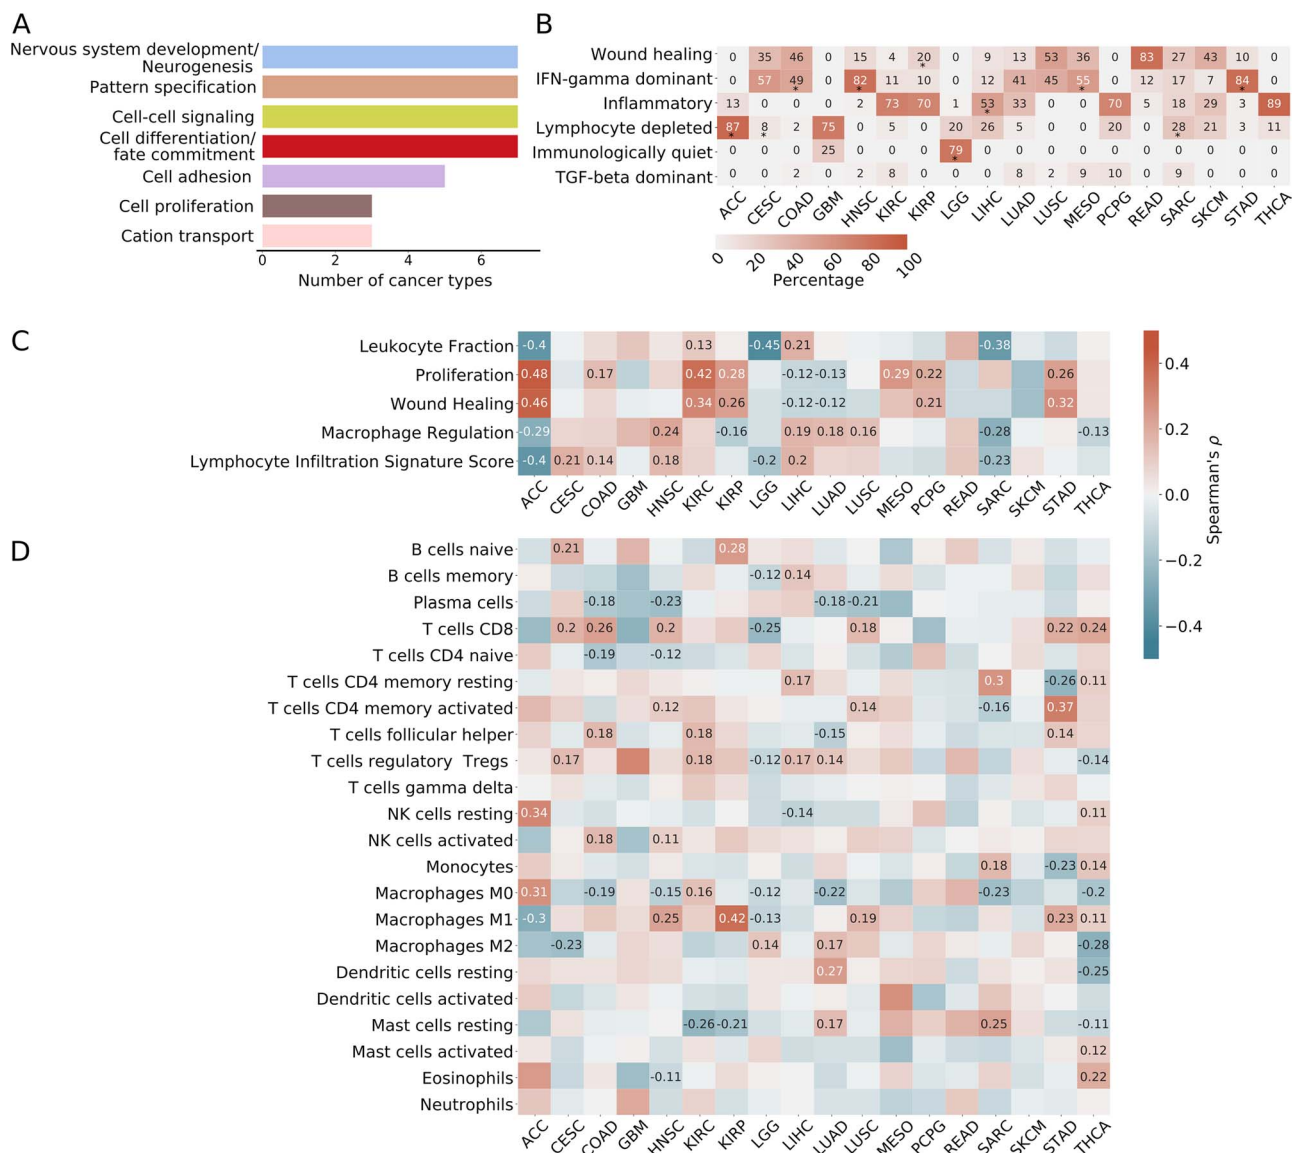 A
Nervous system development/
Neurogenesis
Pattern specification
Cell-cell signaling
Cell differentiation/
fate commitment
Cell adhesion
Cell proliferation
Cation transport
0 2 4 6
Number of cancer types
B
Wound healing 0 35 46 0 15 4 20 0 9 13 53 36 0 83 27 43 10 0
*
IFN-gamma dominant 0 57 49 0 82 11 10 0 12 41 45 55 0 12 17 7 84 0
* * * *
Inflammatory 13 0 0 0 2 73 70 1 53 33 0 0 70 5 18 29 3 89
*
Lymphocyte depleted 87 8 2 75 0 5 0 20 26 5 0 0 20 0 28 21 3 11
* * *
Immunologically quiet 0 0 0 25 0 0 0 79 0 0 0 0 0 0 0 0 0 0
*
TGF-beta dominant 0 0 2 0 2 8 0 0 0 8 2 9 10 0 9 0 0 0
ACC CESC COAD GBM HNSC KIRC KIRP LGG LIHC LUAD LUSC MESO PCPG READ SARC SKCM STAD THCA
0 20 40 60 80 100
Percentage
C
Leukocyte Fraction -0.4 0.13 -0.45 0.21 -0.38
Proliferation 0.48 0.17 0.42 0.28 -0.12 -0.13 0.29 0.22 0.26
Wound Healing 0.46 0.34 0.26 -0.12 -0.12 0.21 0.32
Macrophage Regulation -0.29 0.24 -0.16 0.19 0.18 0.16 -0.28 -0.13
Lymphocyte Infiltration Signature Score -0.4 0.21 0.14 0.18 -0.2 0.2 -0.23
ACC CESC COAD GBM HNSC KIRC KIRP LGG LIHC LUAD LUSC MESO PCPG READ SARC SKCM STAD THCA
0.4
0.2
0.0
−0.2
−0.4
Spearman's ρ
D
B cells naive 0.21 0.28
B cells memory -0.12 0.14
Plasma cells -0.18 -0.23 -0.18 -0.21
T cells CD8 0.2 0.26 0.2 -0.25 0.18 0.22 0.24
T cells CD4 naive -0.19 -0.12
T cells CD4 memory resting 0.17 0.3 -0.26 0.11
T cells CD4 memory activated 0.12 0.14 -0.16 0.37
T cells follicular helper 0.18 0.18 -0.15 0.14
T cells regulatory Tregs 0.17 0.18 -0.12 0.17 0.14 -0.14
T cells gamma delta
NK cells resting 0.34 -0.14 0.11
NK cells activated 0.18 0.11
Monocytes 0.18 -0.23 0.14
Macrophages M0 0.31 -0.19 -0.15 0.16 -0.12 -0.22 -0.23 -0.2
Macrophages M1 -0.3 0.25 0.42 -0.13 0.19 0.23 0.11
Macrophages M2 -0.23 0.14 0.17 -0.28
Dendritic cells resting 0.27 -0.25
Dendritic cells activated
Mast cells resting -0.26 -0.21 0.17 0.25 -0.11
Mast cells activated 0.12
Eosinophils -0.11 0.22
Neutrophils
ACC CESC COAD GBM HNSC KIRC KIRP LGG LIHC LUAD LUSC MESO PCPG READ SARC SKCM STAD THCA